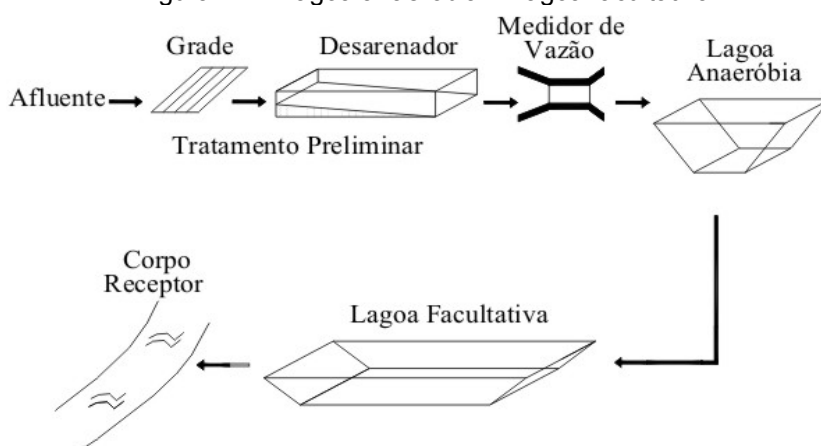 Grade
Desarenador
Medidor de
Vazão
Lagoa
Anaeróbia
Afluente
Tratamento Preliminar
Corpo
Receptor
Lagoa Facultativa